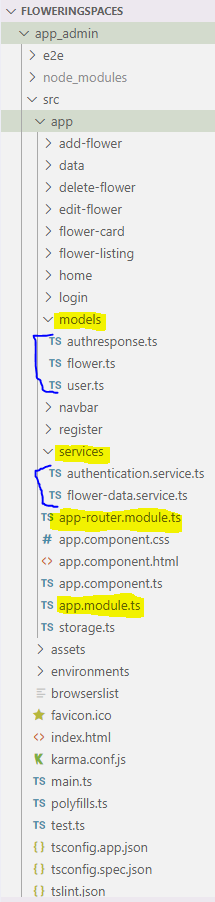 FLOWERINGSPACES
app_admin
e2e
node_modules
src
app
add-flower
data
delete-flower
edit-flower
flower-card
flower-listing
home
login
models
TS authresponse.ts
TS flower.ts
TS user.ts
navbar
register
services
TS authentication.service.ts
TS flower-data.service.ts
TS app-router.module.ts
# app.component.css
<> app.component.html
TS app.component.ts
TS app.module.ts
TS storage.ts
assets
environments
browserslist
favicon.ico
<> index.html
karma.conf.js
TS main.ts
TS polyfills.ts
TS test.ts
{} tsconfig.app.json
{} tsconfig.spec.json
{} tslint.json